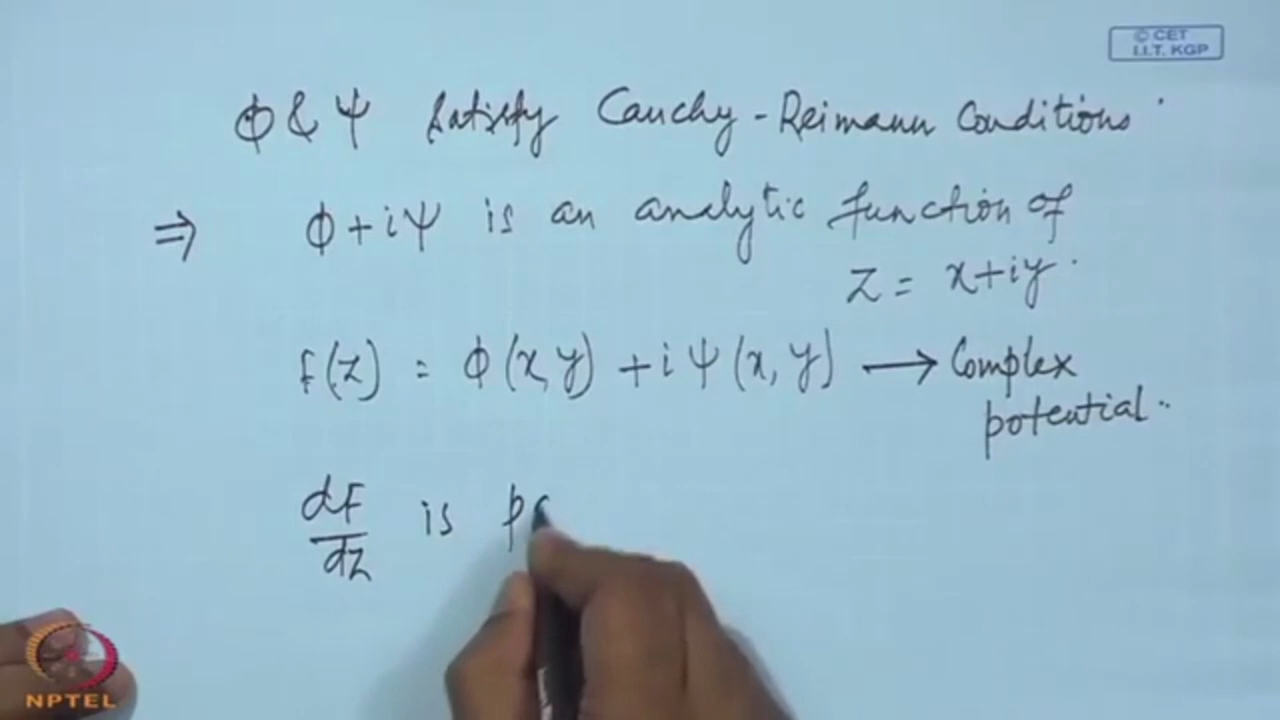 © CET
I.I.T. KGP
ϕ & ψ Satisfy Cauchy-Reimann Conditions.
⇒ ϕ+iψ is an analytic function of
z = x+iy.
F(z) = ϕ(x,y) + iψ(x,y) → Complex
potential..
dF/dz is
NPTEL